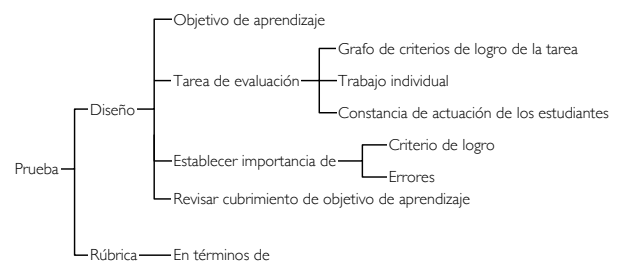 Objetivo de aprendizaje
Grafo de criterios de logro de la tarea
Tarea de evaluación
Trabajo individual
Diseño
Constancia de actuación de los estudiantes
Criterio de logro
Prueba
Establecer importancia de
Errores
Revisar cubrimiento de objetivo de aprendizaje
Rúbrica
En términos de